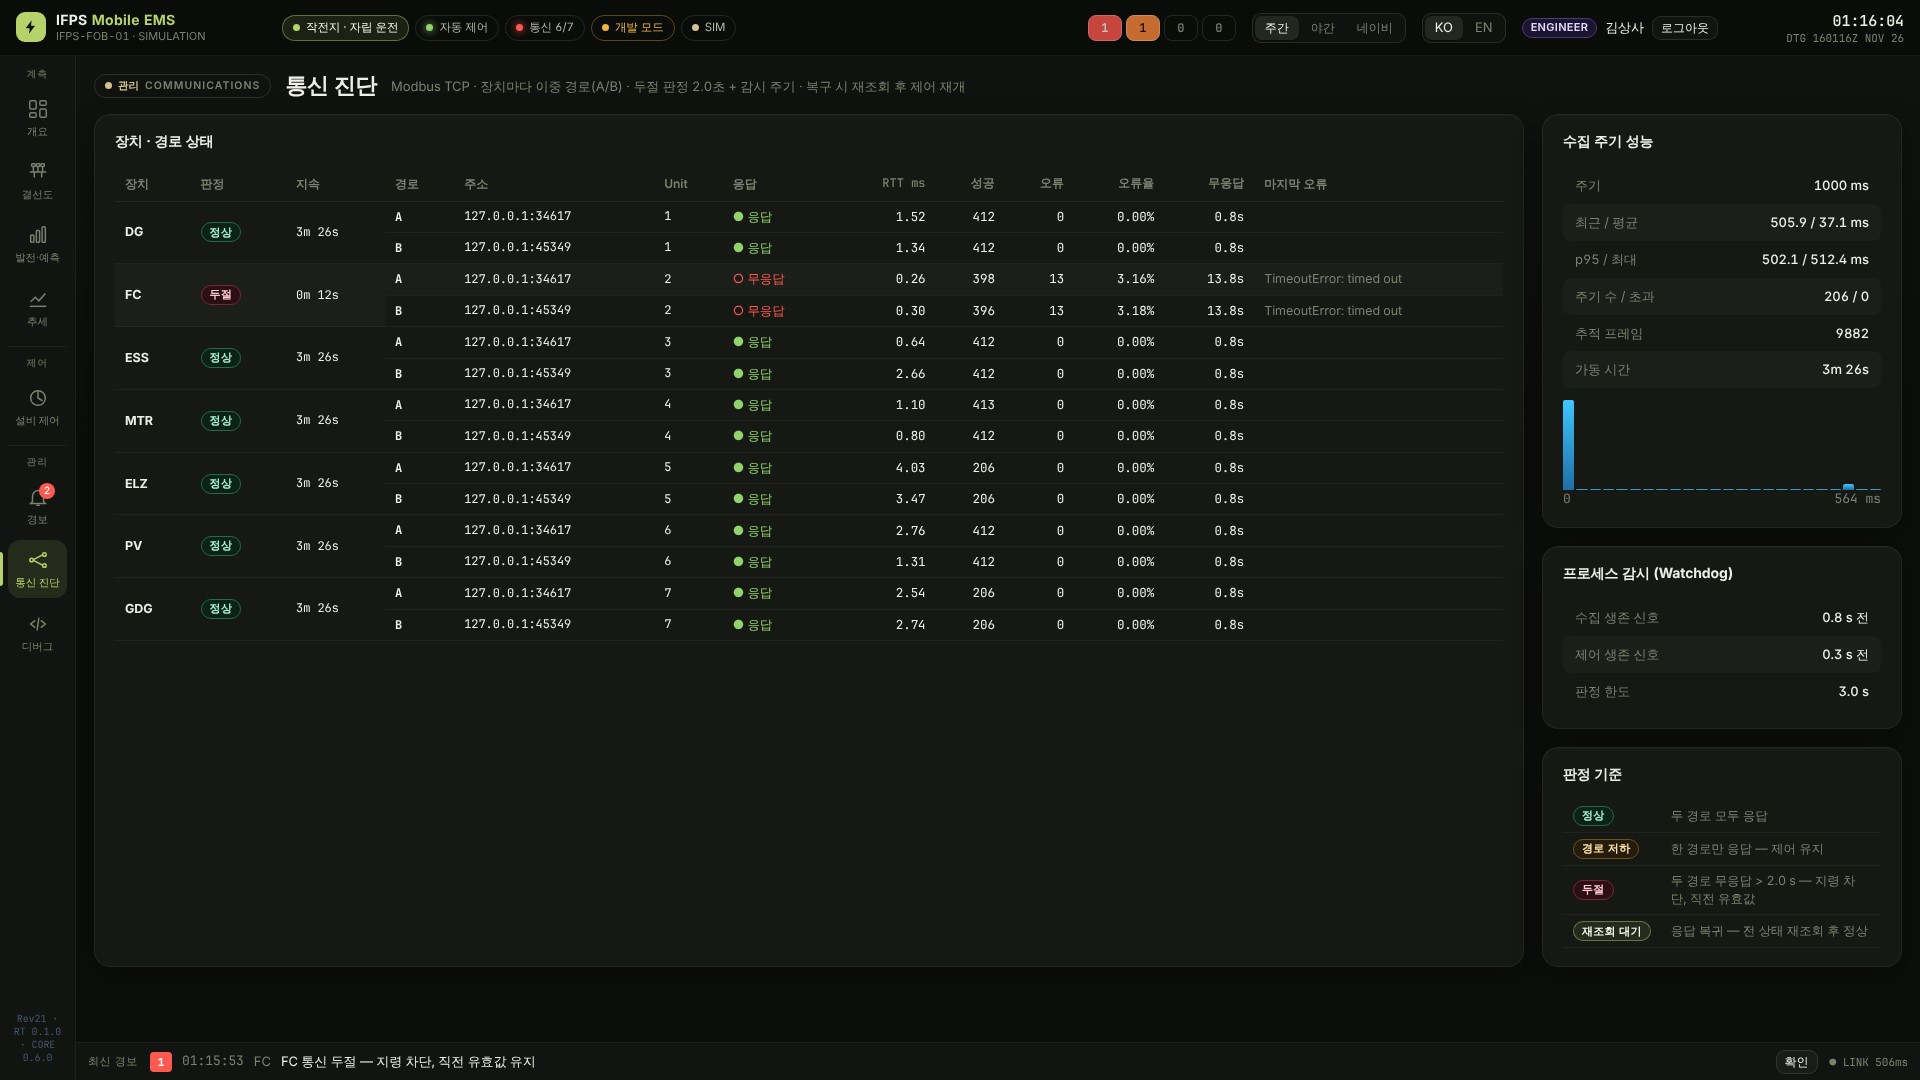 IFPS Mobile EMS
IFPS-FOB-01 · SIMULATION
작전지 · 자립 운전
자동 제어
통신 6/7
개발 모드
SIM
1 1 0 0
주간 야간 네이비
KO EN
ENGINEER 김상사 로그아웃
01:16:04
DTG 160116Z NOV 26
계측
개요
결선도
발전·예측
추세
제어
설비 제어
관리
2
경보
통신 진단
디버그
Rev21 ·
RT 0.1.0
· CORE
0.6.0
관리 COMMUNICATIONS
통신 진단
Modbus TCP · 장치마다 이중 경로(A/B) · 두절 판정 2.0초 + 감시 주기 · 복구 시 재조회 후 제어 재개
장치 · 경로 상태
장치 판정 지속 경로 주소 Unit 응답 RTT ms 성공 오류 오류율 무응답 마지막 오류
DG 정상 3m 26s A 127.0.0.1:34617 1 응답 1.52 412 0 0.00% 0.8s
B 127.0.0.1:45349 1 응답 1.34 412 0 0.00% 0.8s
FC 두절 0m 12s A 127.0.0.1:34617 2 무응답 0.26 398 13 3.16% 13.8s TimeoutError: timed out
B 127.0.0.1:45349 2 무응답 0.30 396 13 3.18% 13.8s TimeoutError: timed out
ESS 정상 3m 26s A 127.0.0.1:34617 3 응답 0.64 412 0 0.00% 0.8s
B 127.0.0.1:45349 3 응답 2.66 412 0 0.00% 0.8s
MTR 정상 3m 26s A 127.0.0.1:34617 4 응답 1.10 413 0 0.00% 0.8s
B 127.0.0.1:45349 4 응답 0.80 412 0 0.00% 0.8s
ELZ 정상 3m 26s A 127.0.0.1:34617 5 응답 4.03 206 0 0.00% 0.8s
B 127.0.0.1:45349 5 응답 3.47 206 0 0.00% 0.8s
PV 정상 3m 26s A 127.0.0.1:34617 6 응답 2.76 412 0 0.00% 0.8s
B 127.0.0.1:45349 6 응답 1.31 412 0 0.00% 0.8s
GDG 정상 3m 26s A 127.0.0.1:34617 7 응답 2.54 206 0 0.00% 0.8s
B 127.0.0.1:45349 7 응답 2.74 206 0 0.00% 0.8s
수집 주기 성능
주기 1000 ms
최근 / 평균 505.9 / 37.1 ms
p95 / 최대 502.1 / 512.4 ms
주기 수 / 초과 206 / 0
추적 프레임 9882
가동 시간 3m 26s
0 564 ms
프로세스 감시 (Watchdog)
수집 생존 신호 0.8 s 전
제어 생존 신호 0.3 s 전
판정 한도 3.0 s
판정 기준
정상 두 경로 모두 응답
경로 저하 한 경로만 응답 — 제어 유지
두절 두 경로 무응답 > 2.0 s — 지령 차
단, 직전 유효값
재조회 대기 응답 복귀 — 전 상태 재조회 후 정상
최신 경보 1 01:15:53 FC FC 통신 두절 — 지령 차단, 직전 유효값 유지
확인 LINK 506ms